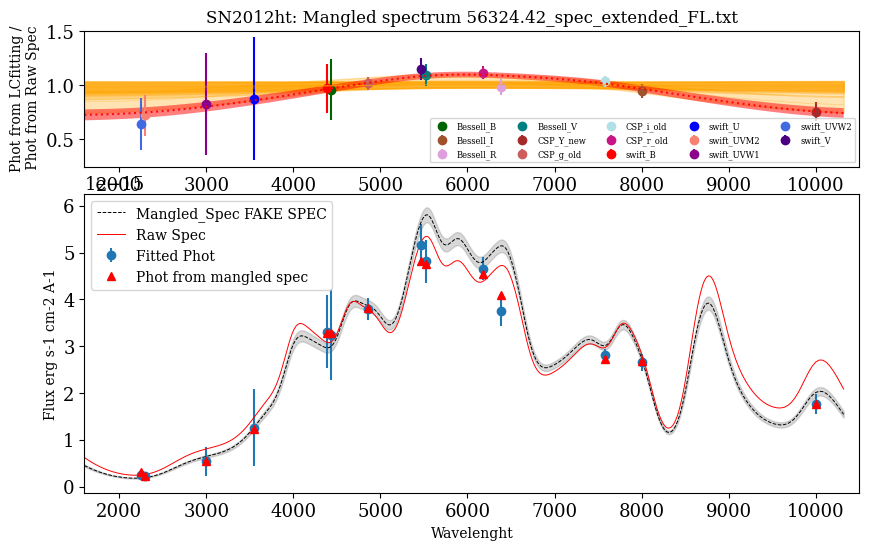 SN2012ht: Mangled spectrum 56324.42_spec_extended_FL.txt
Phot from LCfitting /
Phot from Raw Spec
1.5
1.0
0.5
Bessell_B Bessell_V CSP_i_old swift_U swift_UVW2
Bessell_I CSP_Y_new CSP_r_old swift_UVM2 swift_V
Bessell_R CSP_g_old swift_B swift_UVW1
2000 3000 4000 5000 6000 7000 8000 9000 10000
Flux erg s-1 cm-2 A-1
6
5
4
3
2
1
0
Mangled_Spec FAKE SPEC
Raw Spec
Fitted Phot
Phot from mangled spec
2000 3000 4000 5000 6000 7000 8000 9000 10000
Wavelenght